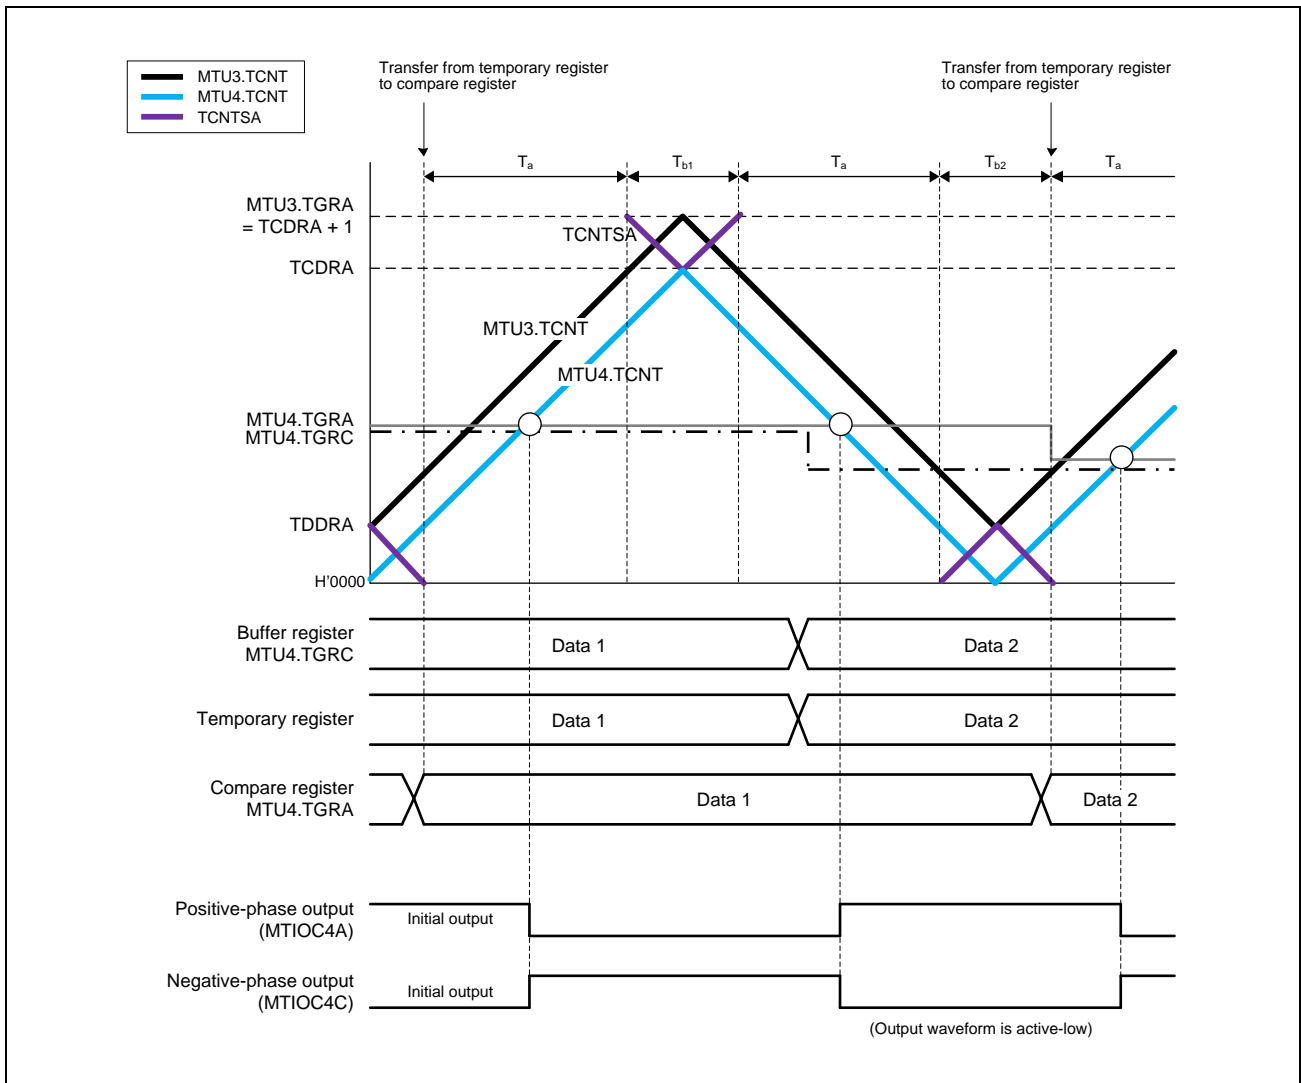 MTU3.TCNT
MTU4.TCNT
TCNTSA
Transfer from temporary register
to compare register
Transfer from temporary register
to compare register
Ta
Tb1
Ta
Tb2
Ta
MTU3.TGRA
= TCDRA + 1
TCNTSA
TCDRA
MTU3.TCNT
MTU4.TCNT
MTU4.TGRA
MTU4.TGRC
TDDRA
H'0000
Buffer register
MTU4.TGRC
Data 1
Data 2
Temporary register
Data 1
Data 2
Compare register
MTU4.TGRA
Data 1
Data 2
Positive-phase output
(MTIOC4A)
Initial output
Negative-phase output
(MTIOC4C)
Initial output
(Output waveform is active-low)